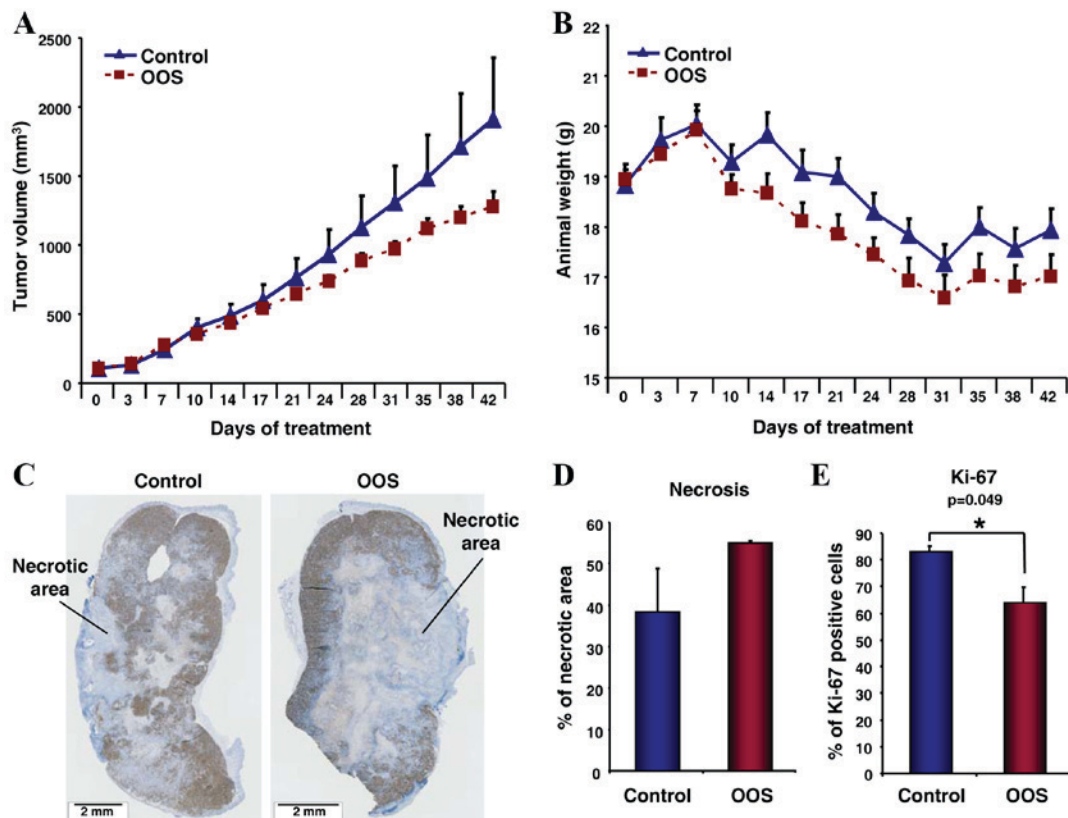 A
Control
OOS
2500
2000
1500
1000
500
0
Tumor volume (mm³)
0 3 7 10 14 17 21 24 28 31 35 38 42
Days of treatment
B
Control
OOS
22
21
20
19
18
17
16
15
Animal weight (g)
0 3 7 10 14 17 21 24 28 31 35 38 42
Days of treatment
C
Control
OOS
Necrotic
area
Necrotic
area
2 mm
2 mm
D
Necrosis
60
50
40
30
20
10
0
% of necrotic area
Control OOS
E
Ki-67
p=0.049
*
90
80
70
60
50
40
30
20
10
0
% of Ki-67 positive cells
Control OOS